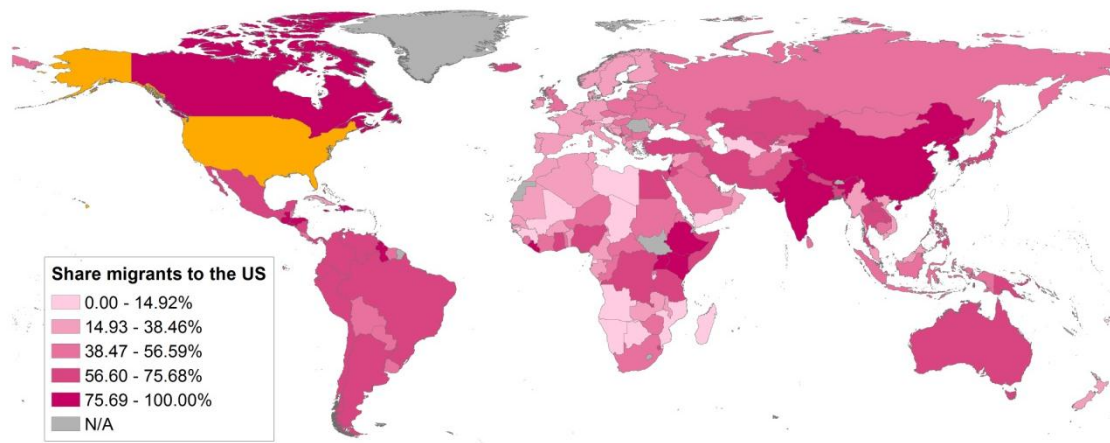 Share migrants to the US
0.00 - 14.92%
14.93 - 38.46%
38.47 - 56.59%
56.60 - 75.68%
75.69 - 100.00%
N/A